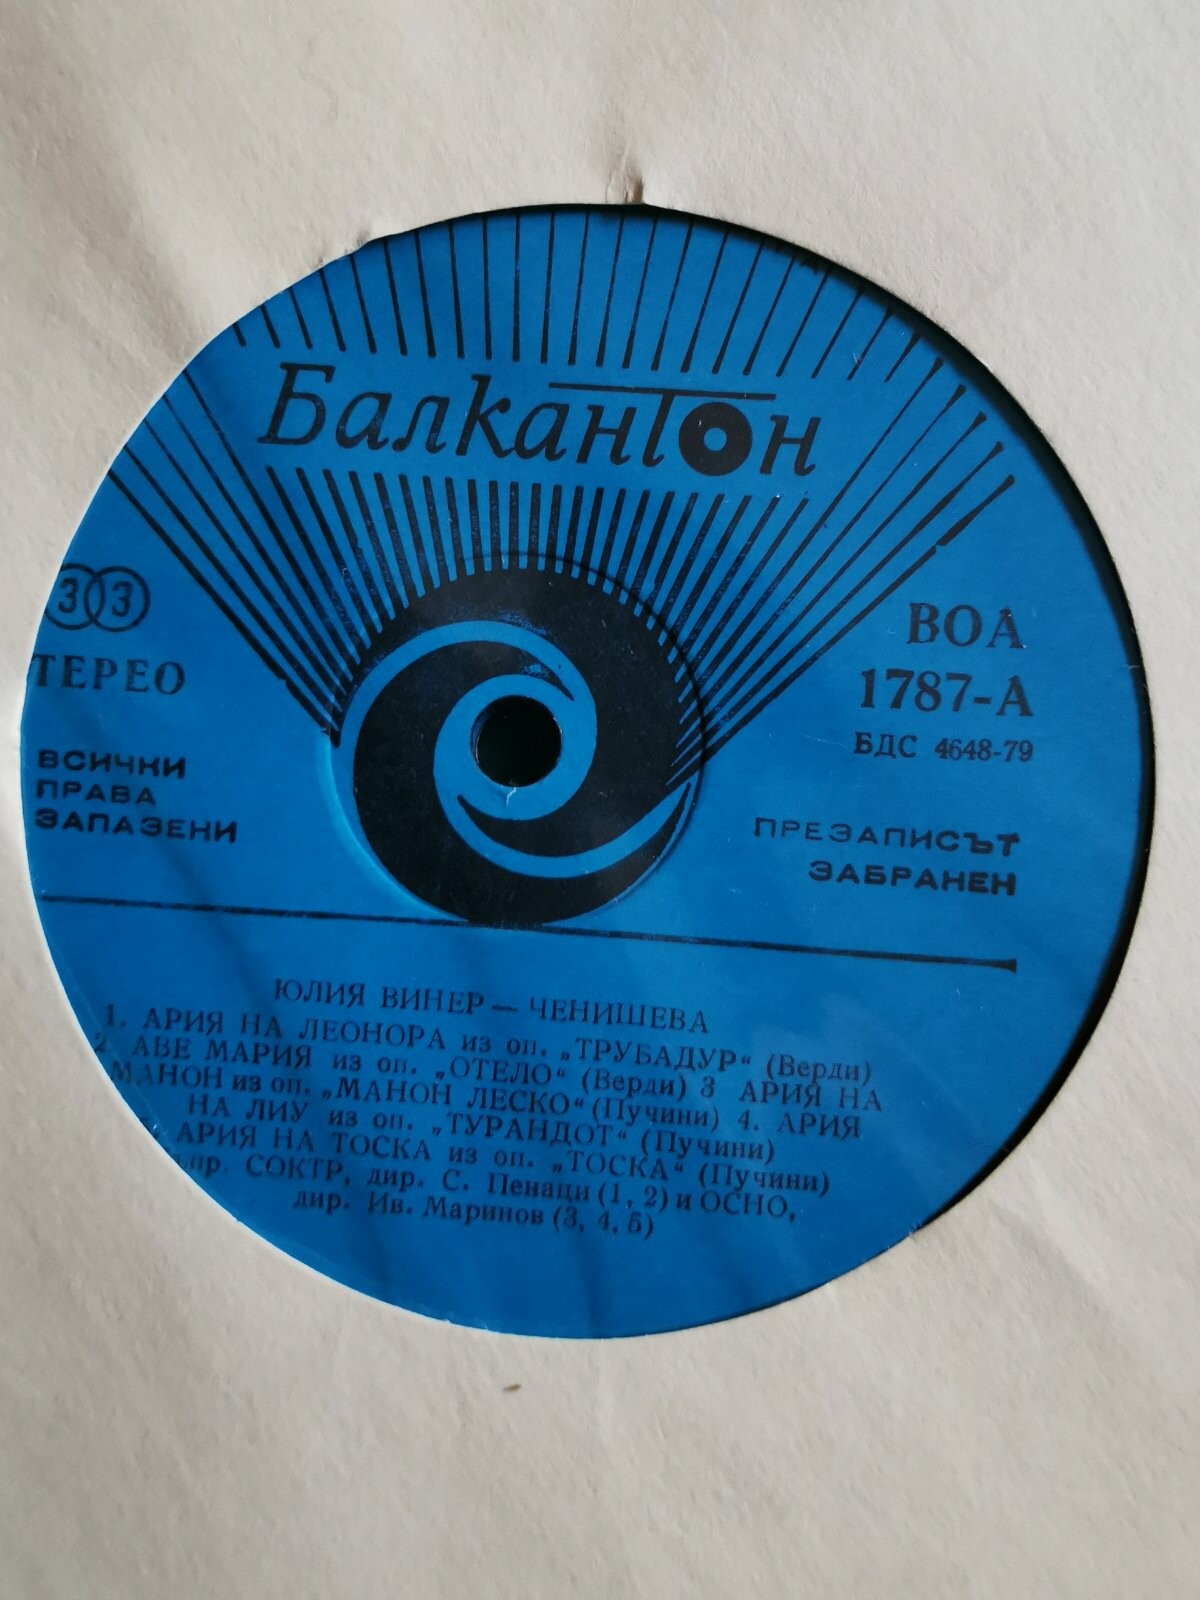 БалканТон
33
ТЕРЕО
ВСИЧКИ
ПРАВА
ЗАПАЗЕНИ
ВОА
1787-А
БДС 4648-79
ПРЕЗАПИСЪТ
ЗАБРАНЕН
ЮЛИЯ ВИНЕР — ЧЕНИШЕВА
1. АРИЯ НА ЛЕОНОРА из оп. „ТРУБАДУР“ (Верди)
2 АВЕ МАРИЯ из оп. „ОТЕЛО“ (Верди) 3 АРИЯ НА
МАНОН из оп. „МАНОН ЛЕСКО“ (Пучини) 4. АРИЯ
НА ЛИУ из оп. „ТУРАНДОТ“ (Пучини)
АРИЯ НА ТОСКА из оп. „ТОСКА“ (Пучини)
пр. СОКТР, дир. С. Пенаци (1, 2) и ОСНО,
дир. Ив. Маринов (3, 4, 5)